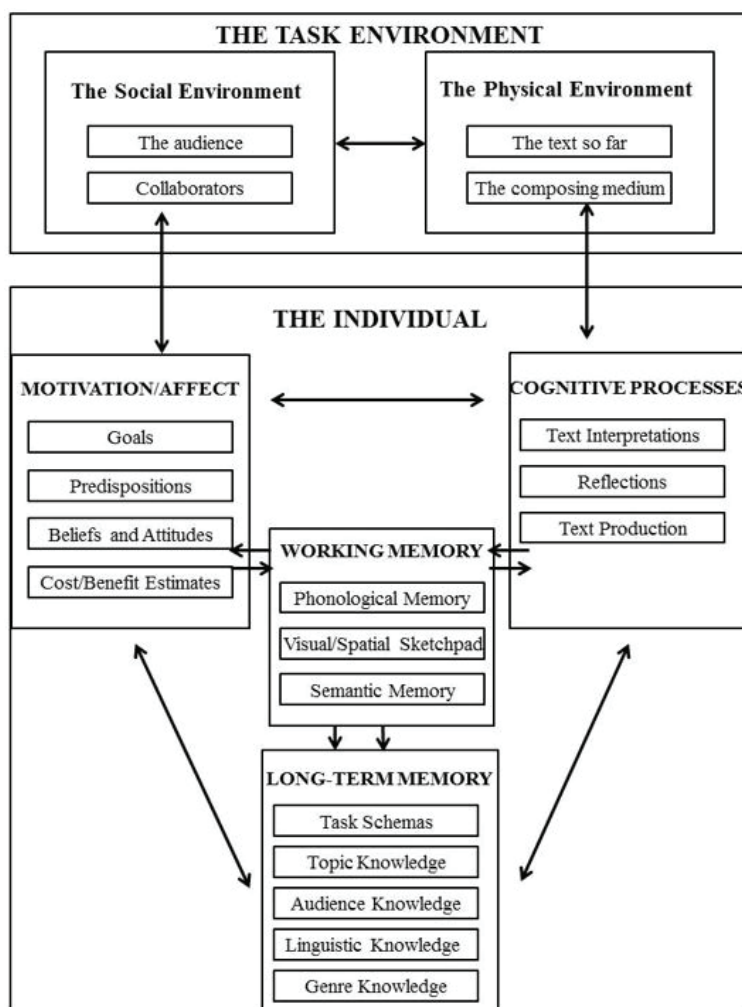 THE TASK ENVIRONMENT
The Social Environment
The audience
Collaborators
The Physical Environment
The text so far
The composing medium
THE INDIVIDUAL
MOTIVATION/AFFECT
Goals
Predispositions
Beliefs and Attitudes
Cost/Benefit Estimates
COGNITIVE PROCESSES
Text Interpretations
Reflections
Text Production
WORKING MEMORY
Phonological Memory
Visual/Spatial Sketchpad
Semantic Memory
LONG-TERM MEMORY
Task Schemas
Topic Knowledge
Audience Knowledge
Linguistic Knowledge
Genre Knowledge